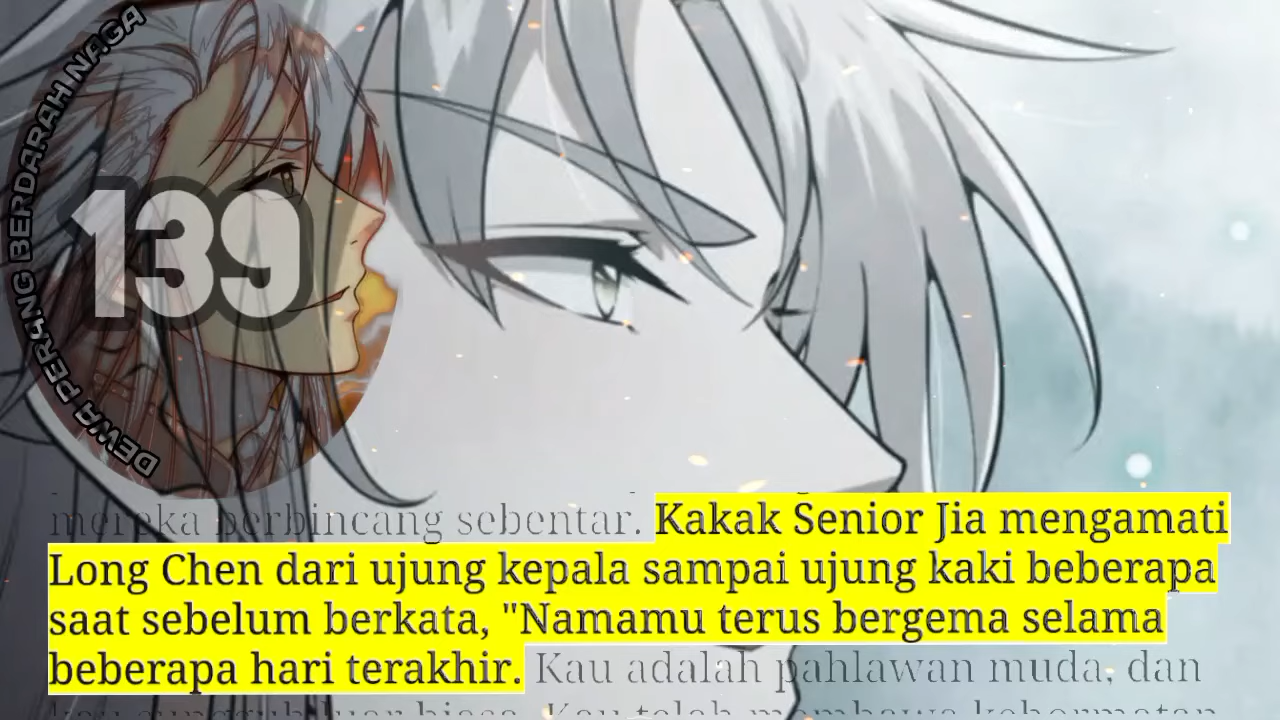 DEWA PERANG BERDARAH NAGA
139
mereka berbincang sebentar. Kakak Senior Jia mengamati
Long Chen dari ujung kepala sampai ujung kaki beberapa
saat sebelum berkata, "Namamu terus bergema selama
beberapa hari terakhir. Kau adalah pahlawan muda, dan